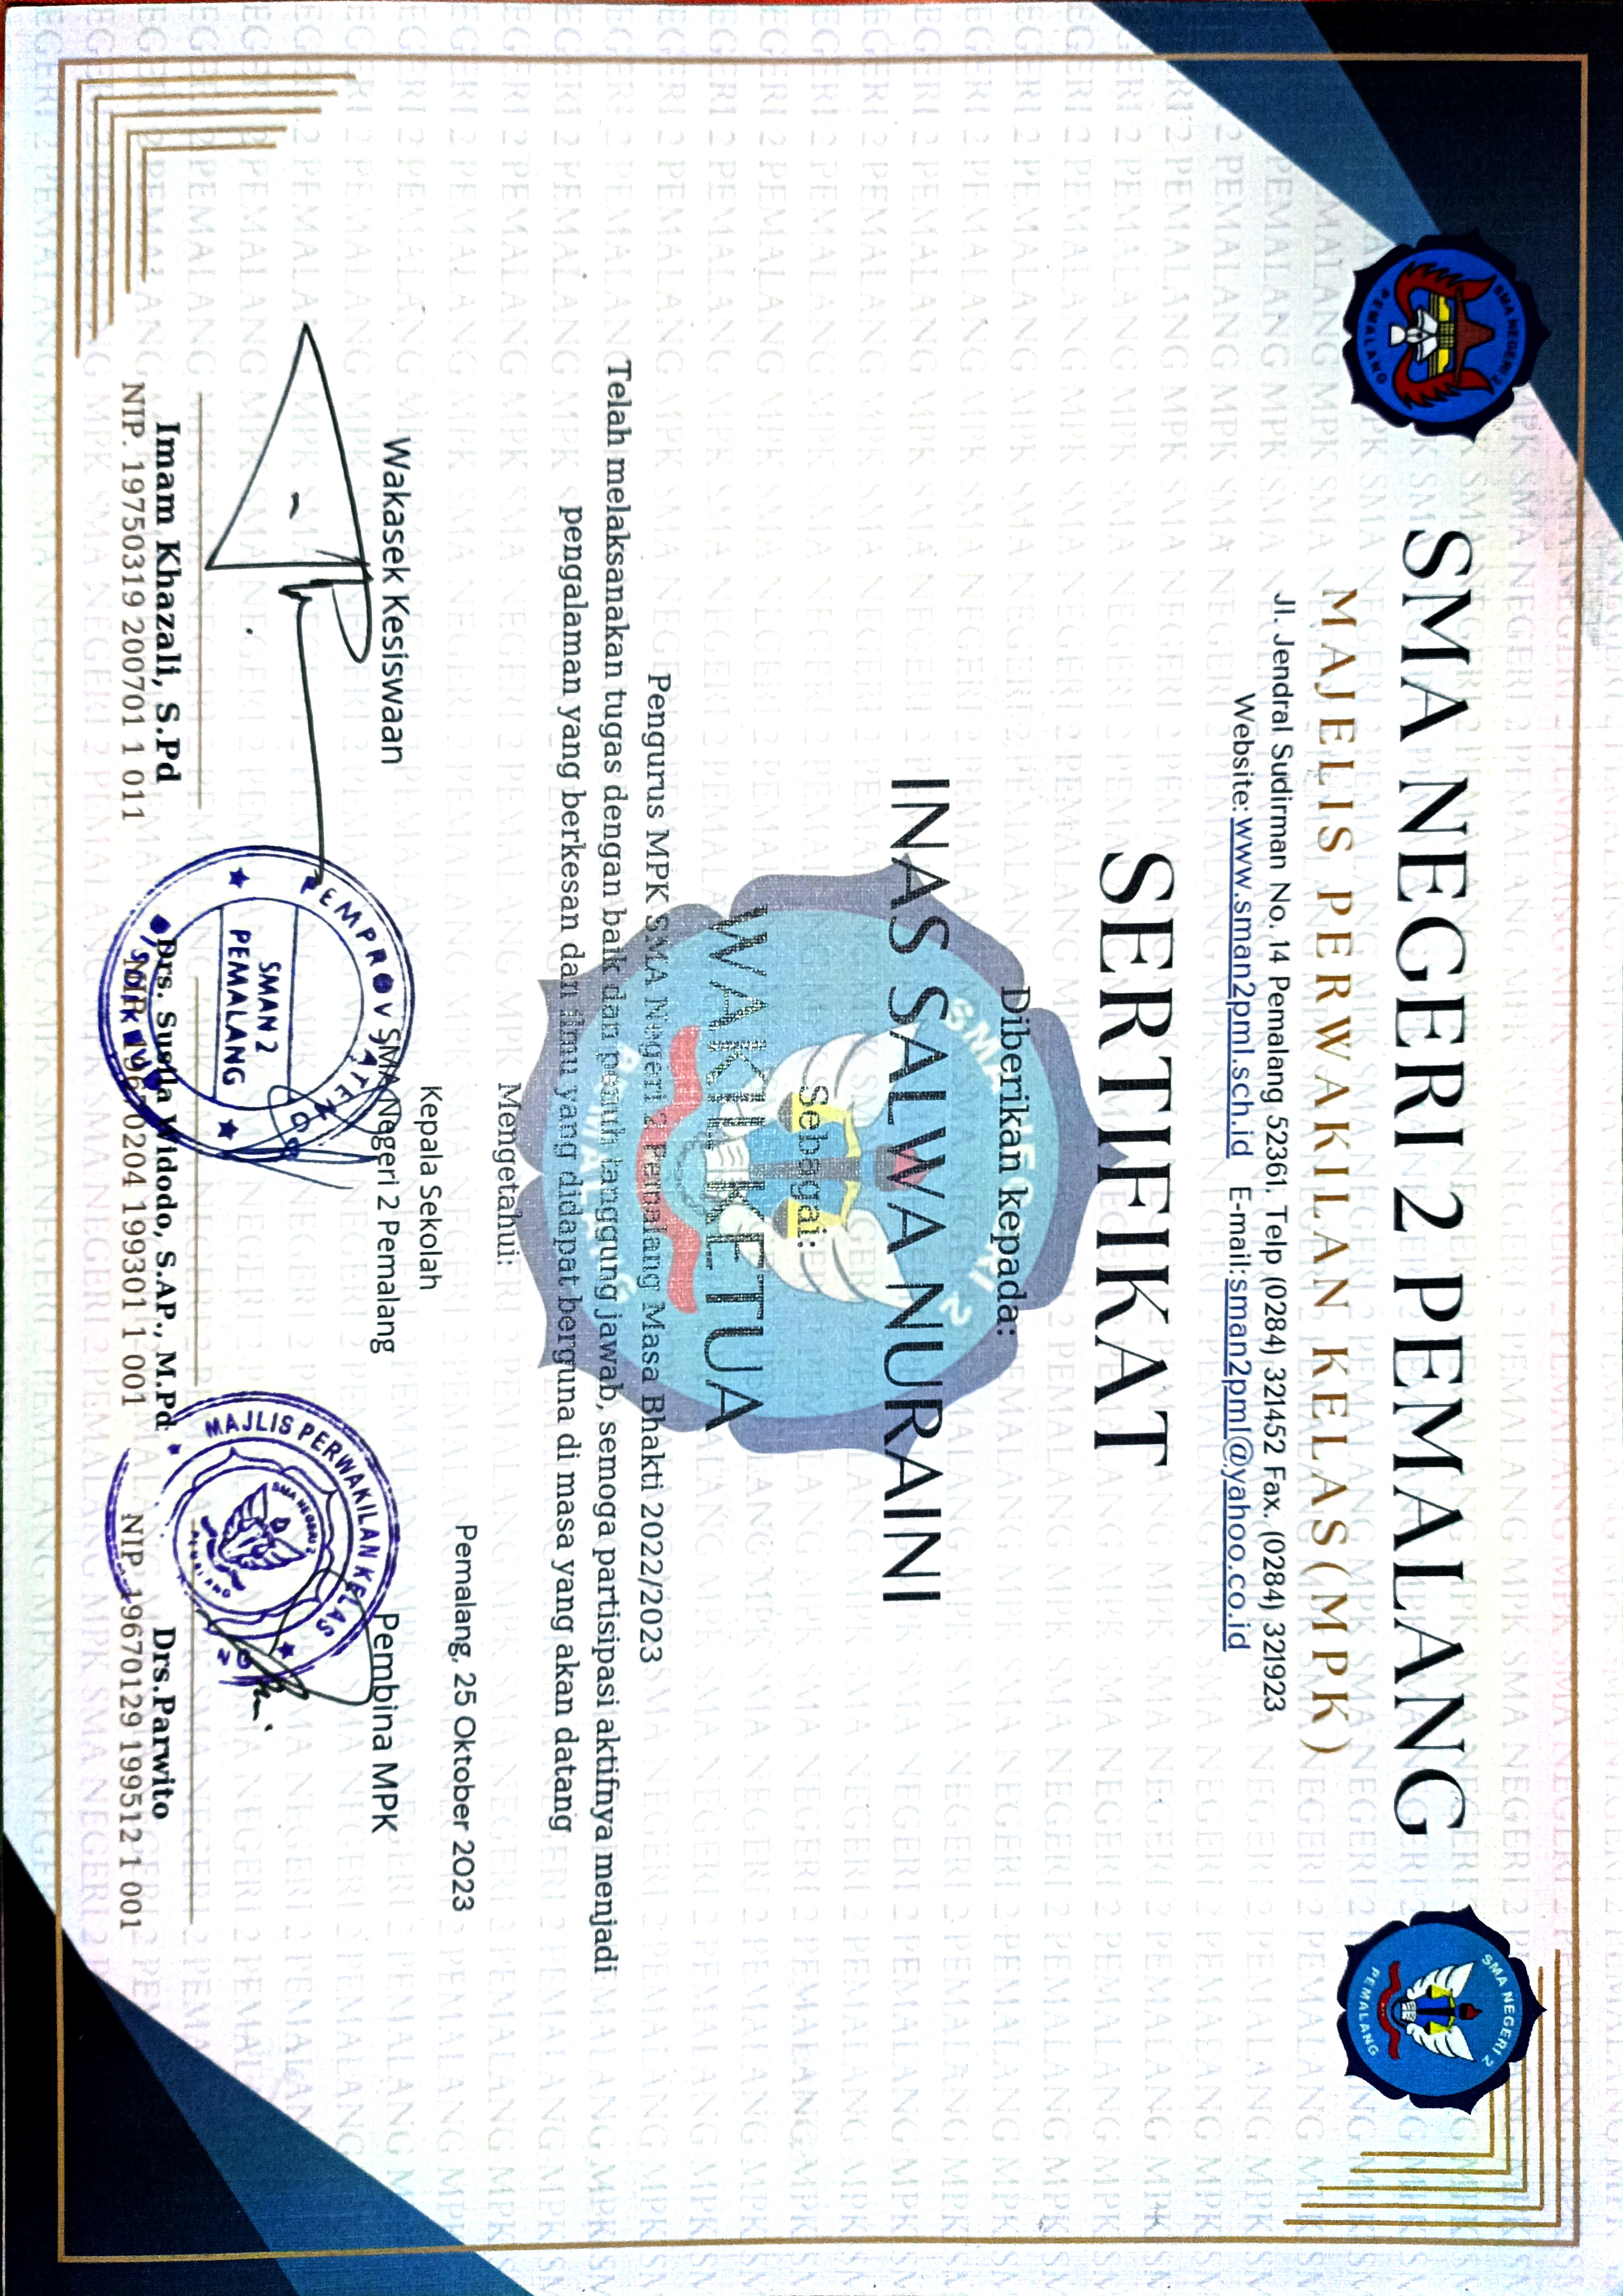 SMA NEGERI 2 PEMALANG
MAJELIS PERWAKILAN KELAS(MPK)
Jl. Jendral Sudirman No. 14 Pemalang 52361, Telp (0284) 321452 Fax. (0284) 321923
Website: www.sman2pml.sch.id E-mail: sman2pml@yahoo.co.id
SMA NEGERI 2
PEMALANG
SMA NEGERI 2
PEMALANG
SERTIFIKAT
Diberikan kepada:
INAS SALWA NURAINI
Sebagai:
WAKIL KETUA
Pengurus MPK SMA Negeri 2 Pemalang Masa Bhakti 2022/2023
Telah melaksanakan tugas dengan baik dan penuh tanggung jawab, semoga partisipasi aktifnya menjadi
pengalaman yang berkesan dan ilmu yang didapat berguna di masa yang akan datang
SMA NEGERI 2
PEMALANG
Mengetahui:
Pemalang, 25 Oktober 2023
Wakasek Kesiswaan
Kepala Sekolah
SMA Negeri 2 Pemalang
Pembina MPK
PEMPROV JATENG
SMAN 2
PEMALANG
DISDIKBUD
MAJLIS PERWAKILAN KELAS
SMA NEGERI 2
Imam Khazali, S.Pd
NIP. 19750319 200701 1 011
Drs. Susila Widodo, S.AP., M.Pd
NIP. 19670204 199301 1 001
Drs.Parwito
NIP. 19670129 199512 1 001